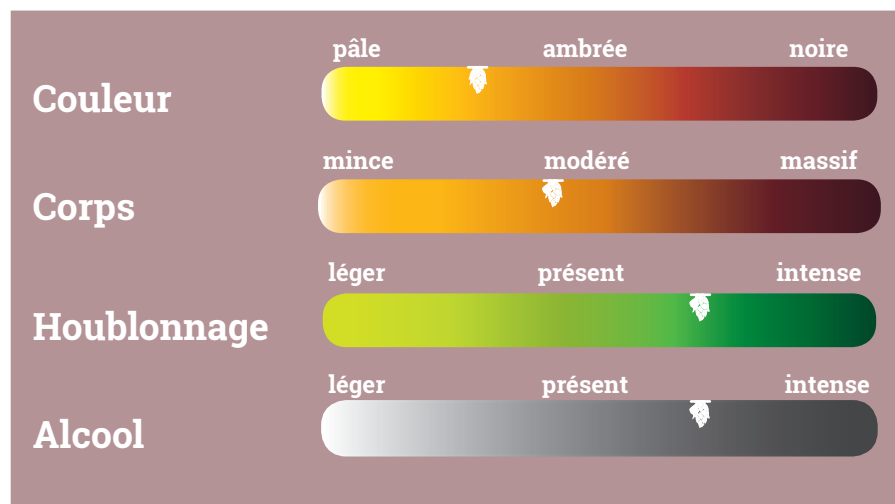 pâle ambrée noire
Couleur
mince modéré massif
Corps
léger présent intense
Houblonnage
léger présent intense
Alcool